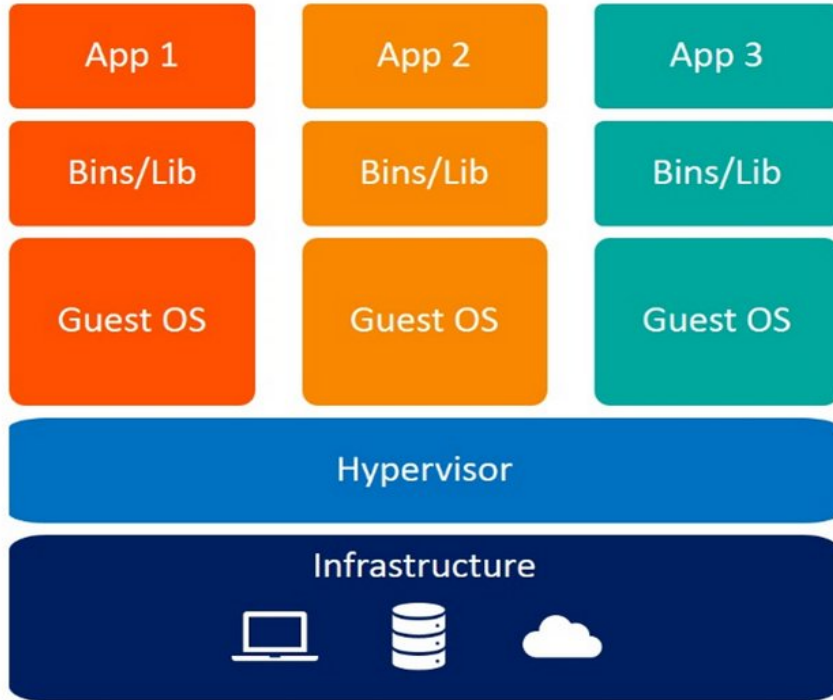 App 1
App 2
App 3
Bins/Lib
Bins/Lib
Bins/Lib
Guest OS
Guest OS
Guest OS
Hypervisor
Infrastructure